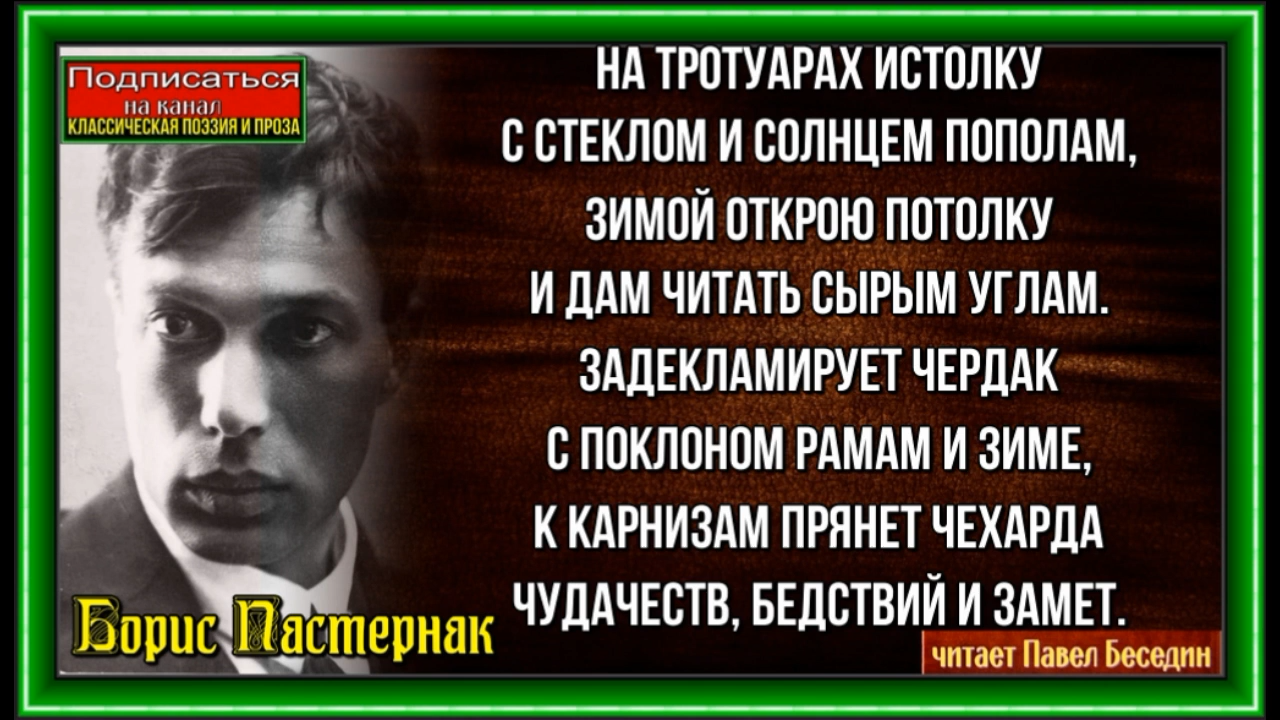 Подписаться
на канал
КЛАССИЧЕСКАЯ ПОЭЗИЯ И ПРОЗА
НА ТРОТУАРАХ ИСТОЛКУ
С СТЕКЛОМ И СОЛНЦЕМ ПОПОЛАМ,
ЗИМОЙ ОТКРОЮ ПОТОЛКУ
И ДАМ ЧИТАТЬ СЫРЫМ УГЛАМ.
ЗАДЕКЛАМИРУЕТ ЧЕРДАК
С ПОКЛОНОМ РАМАМ И ЗИМЕ,
К КАРНИЗАМ ПРЯНЕТ ЧЕХАРДА
ЧУДАЧЕСТВ, БЕДСТВИЙ И ЗАМЕТ.
Борис Пастернак
читает Павел Беседин